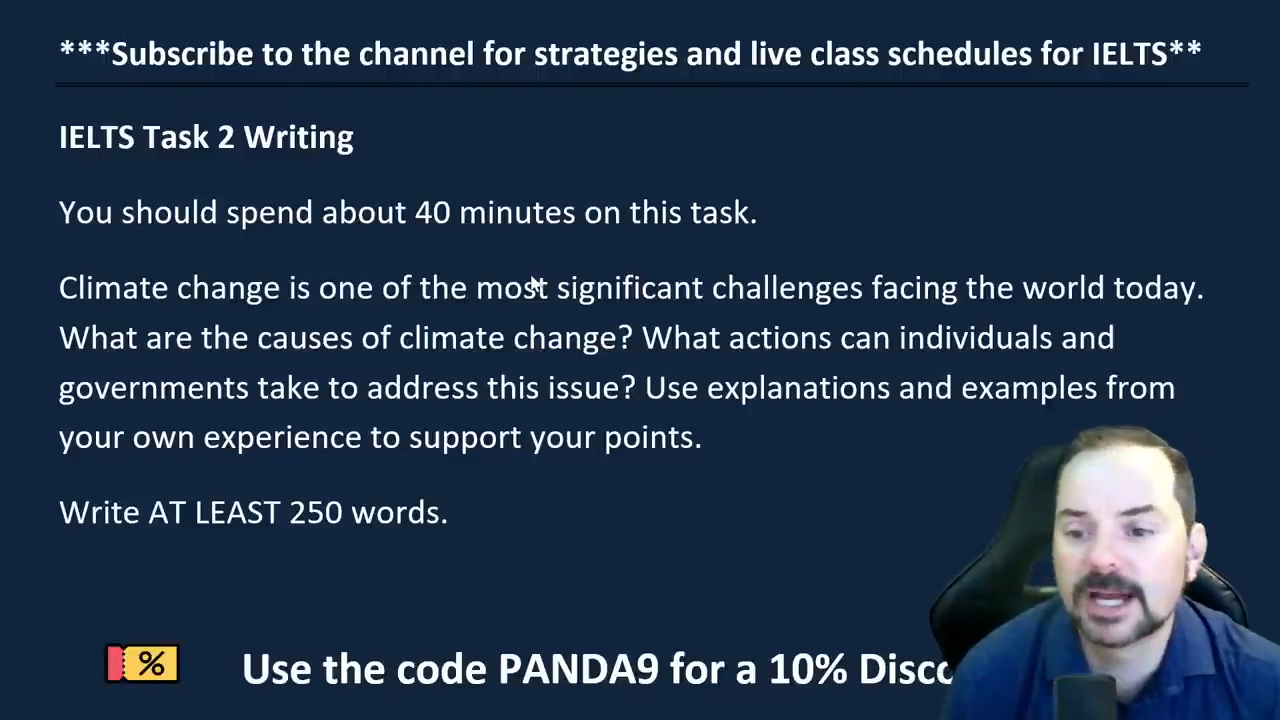 ***Subscribe to the channel for strategies and live class schedules for IELTS**
IELTS Task 2 Writing
You should spend about 40 minutes on this task.
Climate change is one of the most significant challenges facing the world today.
What are the causes of climate change? What actions can individuals and
governments take to address this issue? Use explanations and examples from
your own experience to support your points.
Write AT LEAST 250 words.
% Use the code PANDA9 for a 10%